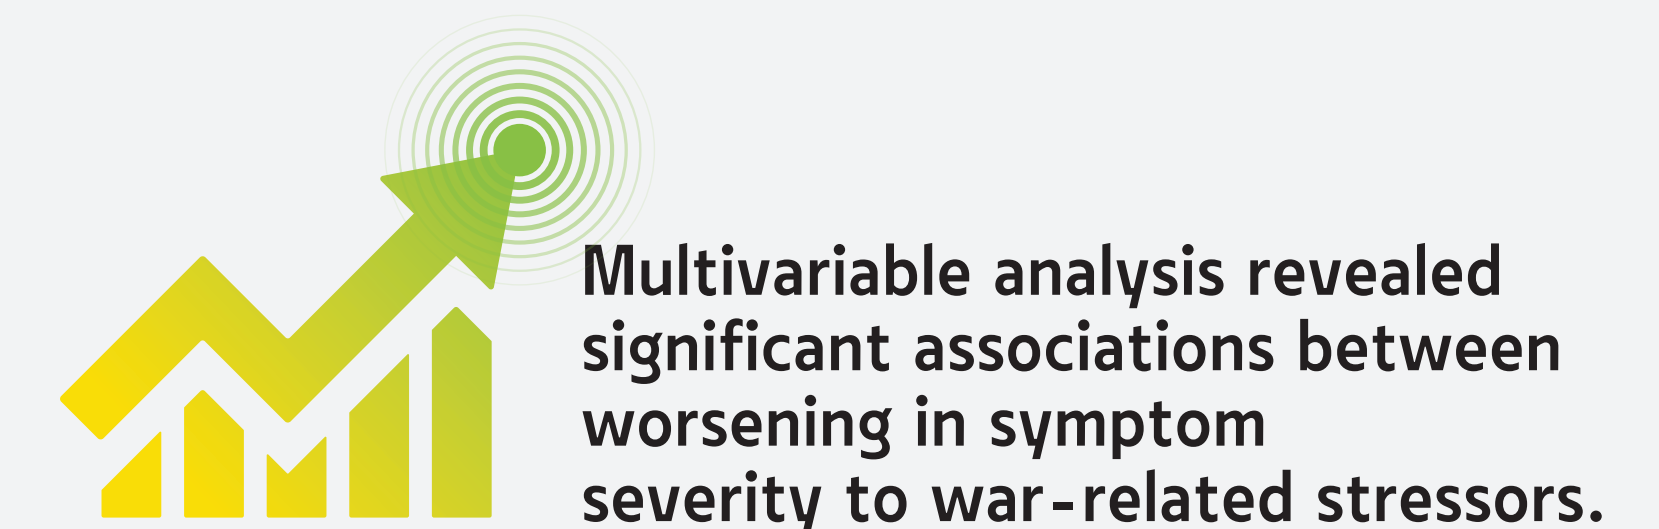 Multivariable analysis revealed
significant associations between
worsening in symptom
severity to war-related stressors.